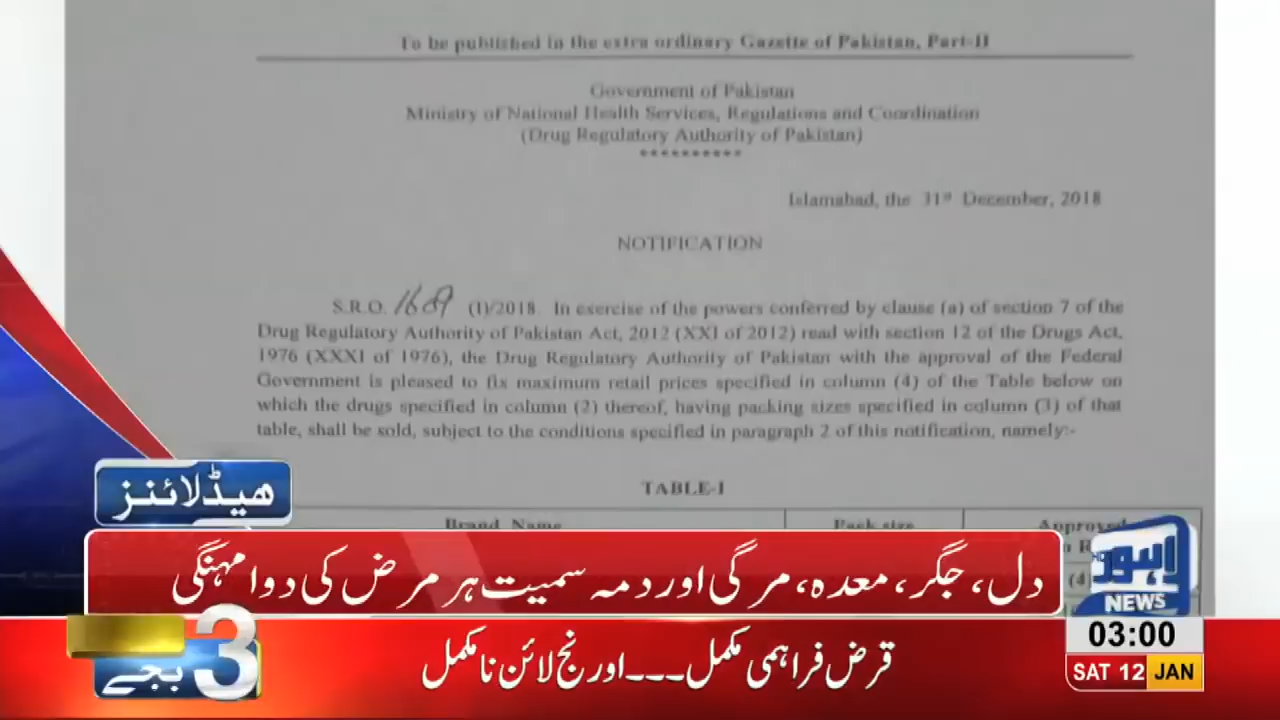 To be published in the extra ordinary Gazette of Pakistan, Part-II
Government of Pakistan
Ministry of National Health Services, Regulations and Coordination
(Drug Regulatory Authority of Pakistan)
**********
Islamabad, the 31st December, 2018
NOTIFICATION
S.R.O. 1609 (I)/2018. In exercise of the powers conferred by clause (a) of section 7 of the
Drug Regulatory Authority of Pakistan Act, 2012 (XXI of 2012) read with section 12 of the Drugs Act,
1976 (XXXI of 1976), the Drug Regulatory Authority of Pakistan with the approval of the Federal
Government is pleased to fix maximum retail prices specified in column (4) of the Table below on
which the drugs specified in column (2) thereof, having packing sizes specified in column (3) of that
table, shall be sold, subject to the conditions specified in paragraph 2 of this notification, namely:-
TABLE-I
Brand Name Pack size Approved
ھیڈلائنز
دل، جگر، معدہ، مرگی اور دمہ سمیت ہر مرض کی دوا مہنگی
لاہور
NEWS
3 بجے
قرض فراہمی مکمل۔۔۔اورنج لائن نامکمل
03:00
SAT 12 JAN